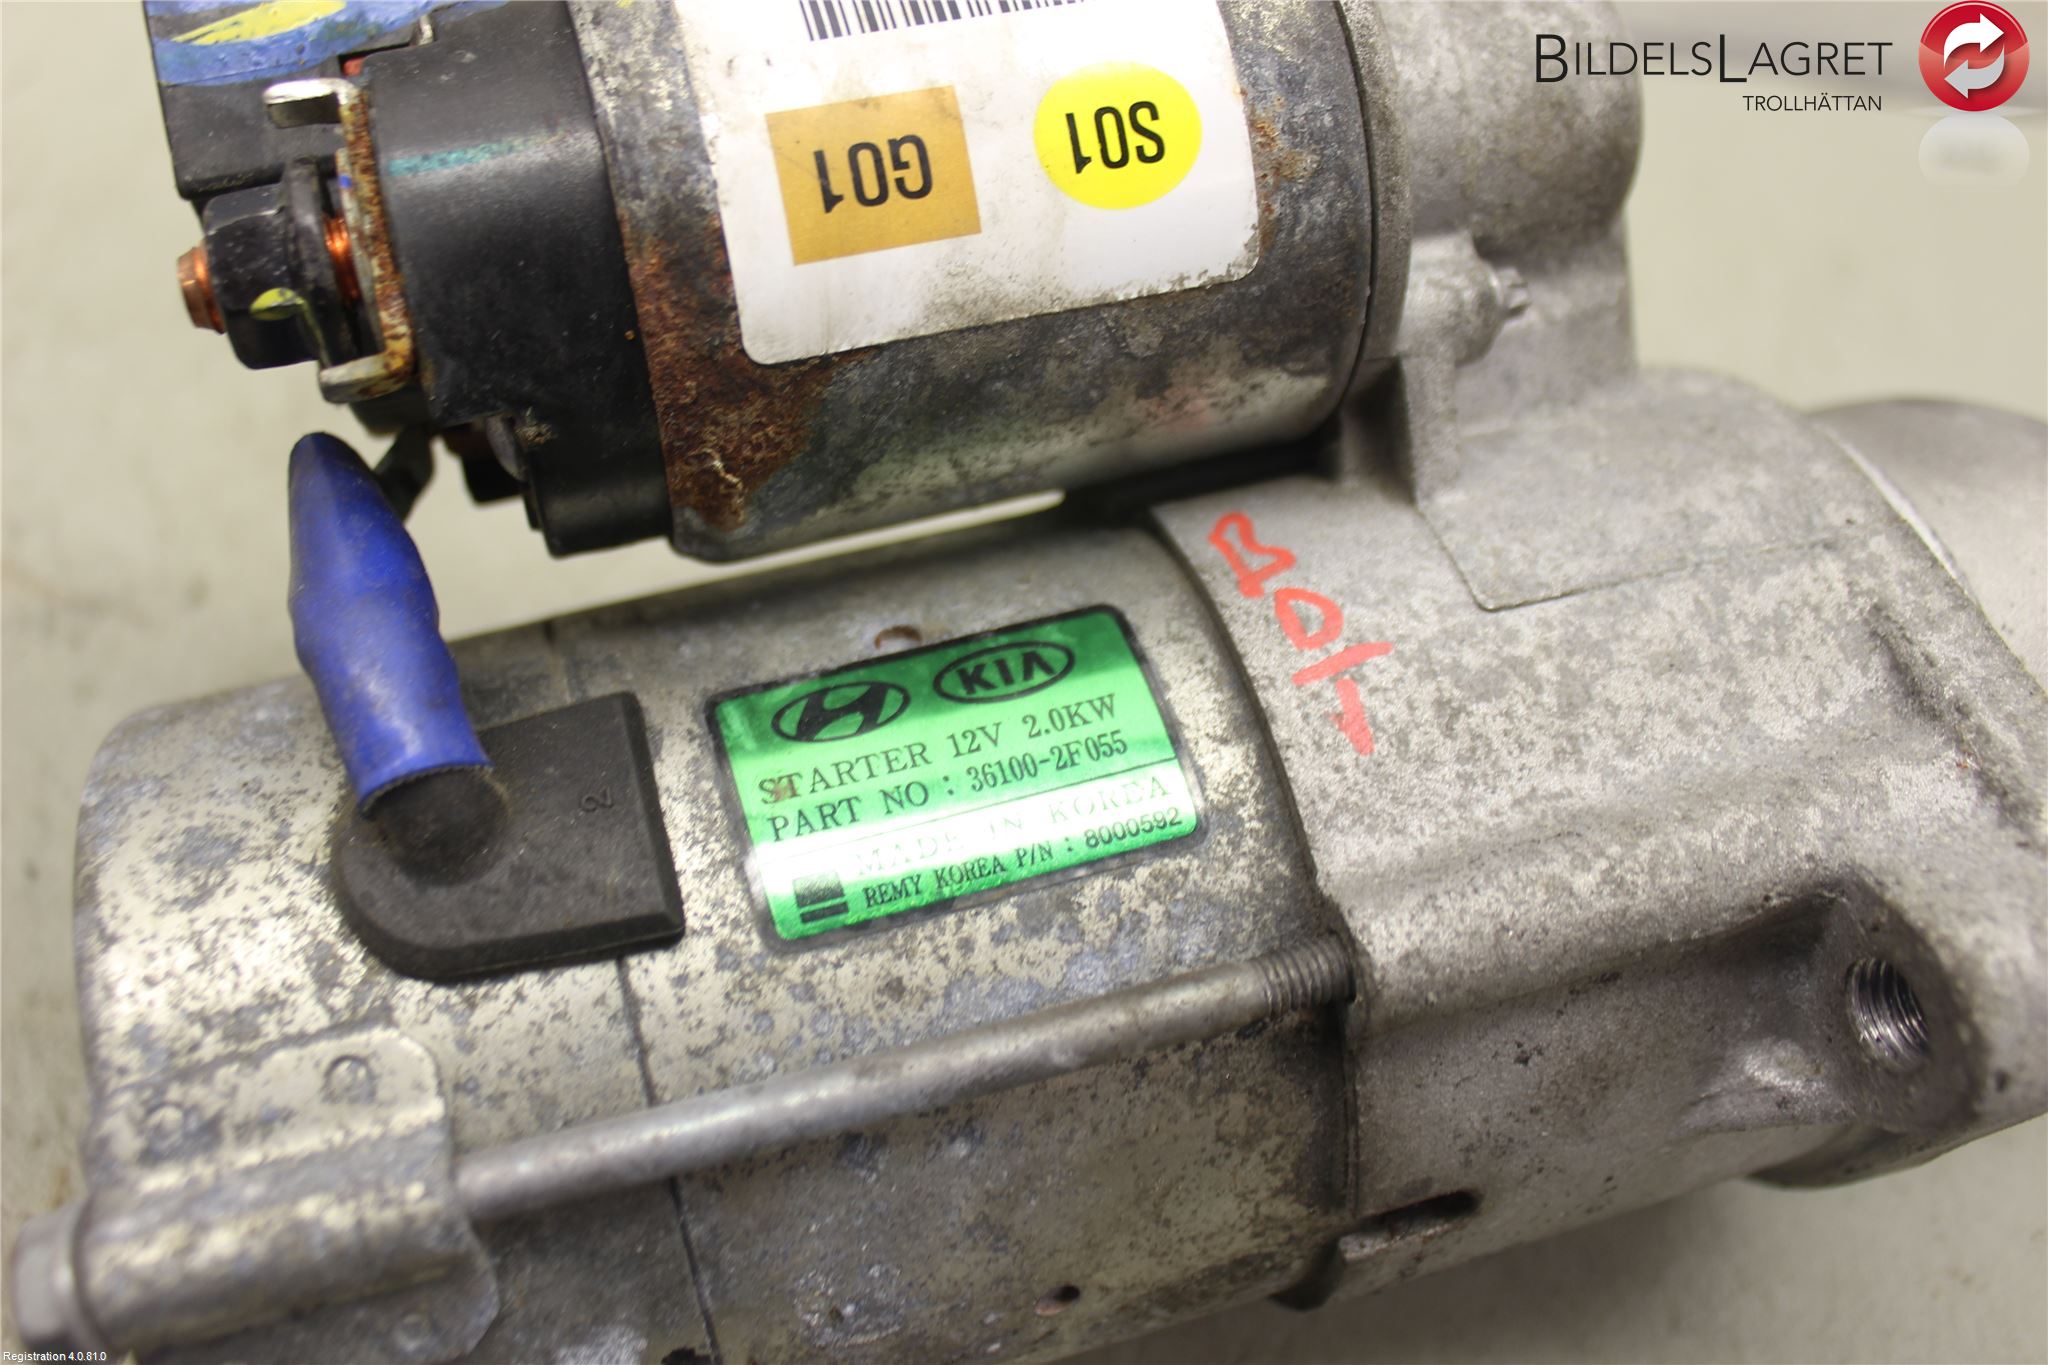 BILDELSLAGRET
TROLLHÄTTAN
S01
G01
KIA
STARTER 12V 2.0KW
PART NO : 36100-2F055
MADE IN KOREA
REMY KOREA P/N : 8000592
2
Registration 4.0.81.0